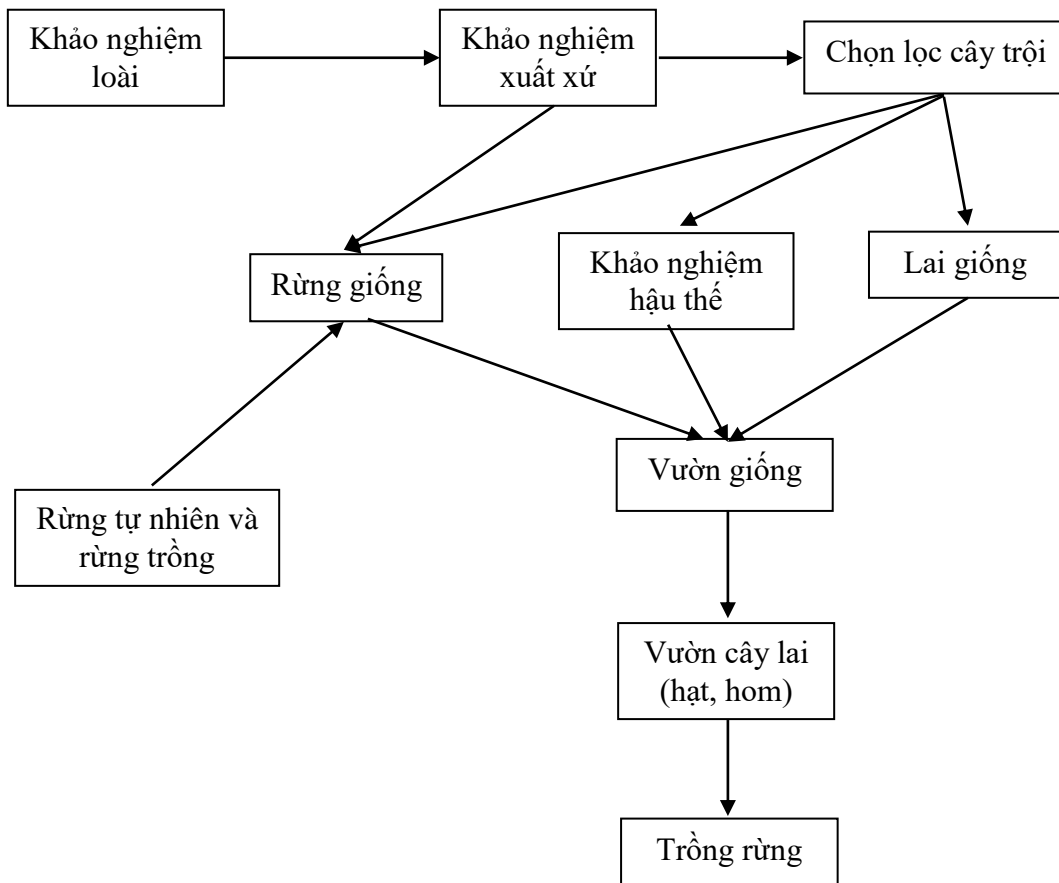 Khảo nghiệm
loài
Khảo nghiệm
xuất xứ
Chọn lọc cây trội
Rừng giống
Khảo nghiệm
hậu thế
Lai giống
Rừng tự nhiên và
rừng trồng
Vườn giống
Vườn cây lai
(hạt, hom)
Trồng rừng